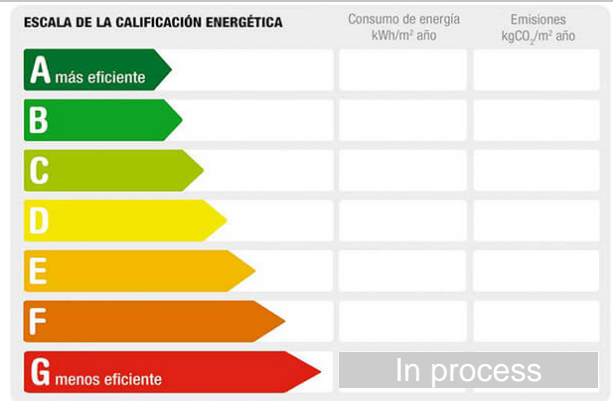 ESCALA DE LA CALIFICACIÓN ENERGÉTICA
Consumo de energía
kWh/m² año
Emisiones
kgCO₂/m² año
A más eficiente
B
C
D
E
F
G menos eficiente
In process